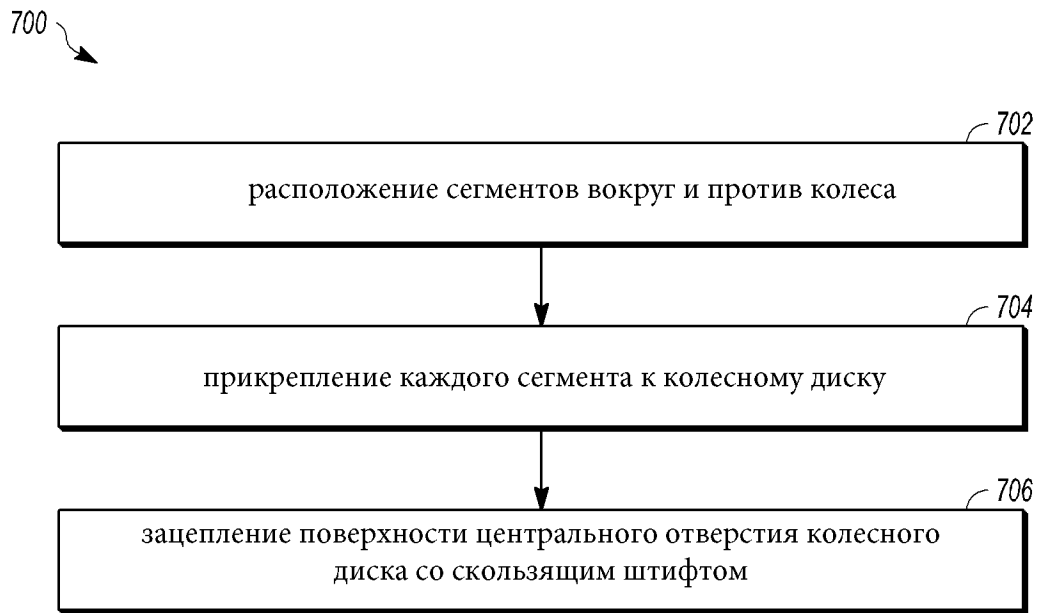 700
702
расположение сегментов вокруг и против колеса
704
прикрепление каждого сегмента к колесному диску
706
зацепление поверхности центрального отверстия колесного
диска со скользящим штифтом